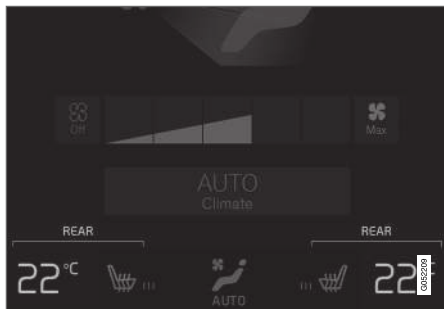 Off
Max
AUTO
Climate
REAR REAR
22°C 22°
AUTO
G052209